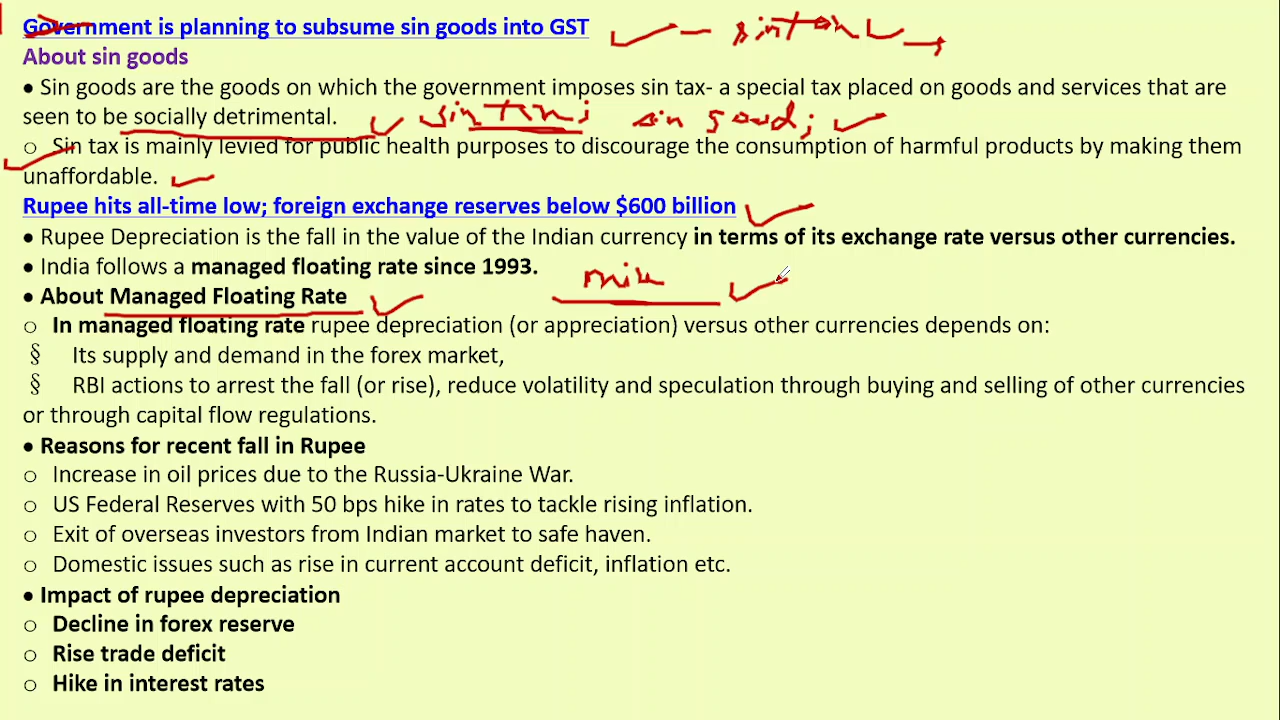 Government is planning to subsume sin goods into GST
About sin goods
● Sin goods are the goods on which the government imposes sin tax- a special tax placed on goods and services that are
seen to be socially detrimental. sin tax; sin good;
○ Sin tax is mainly levied for public health purposes to discourage the consumption of harmful products by making them
unaffordable.
Rupee hits all-time low; foreign exchange reserves below $600 billion
● Rupee Depreciation is the fall in the value of the Indian currency in terms of its exchange rate versus other currencies.
● India follows a managed floating rate since 1993.
● About Managed Floating Rate
○ In managed floating rate rupee depreciation (or appreciation) versus other currencies depends on:
§ Its supply and demand in the forex market,
§ RBI actions to arrest the fall (or rise), reduce volatility and speculation through buying and selling of other currencies
or through capital flow regulations.
● Reasons for recent fall in Rupee
○ Increase in oil prices due to the Russia-Ukraine War.
○ US Federal Reserves with 50 bps hike in rates to tackle rising inflation.
○ Exit of overseas investors from Indian market to safe haven.
○ Domestic issues such as rise in current account deficit, inflation etc.
● Impact of rupee depreciation
○ Decline in forex reserve
○ Rise trade deficit
○ Hike in interest rates